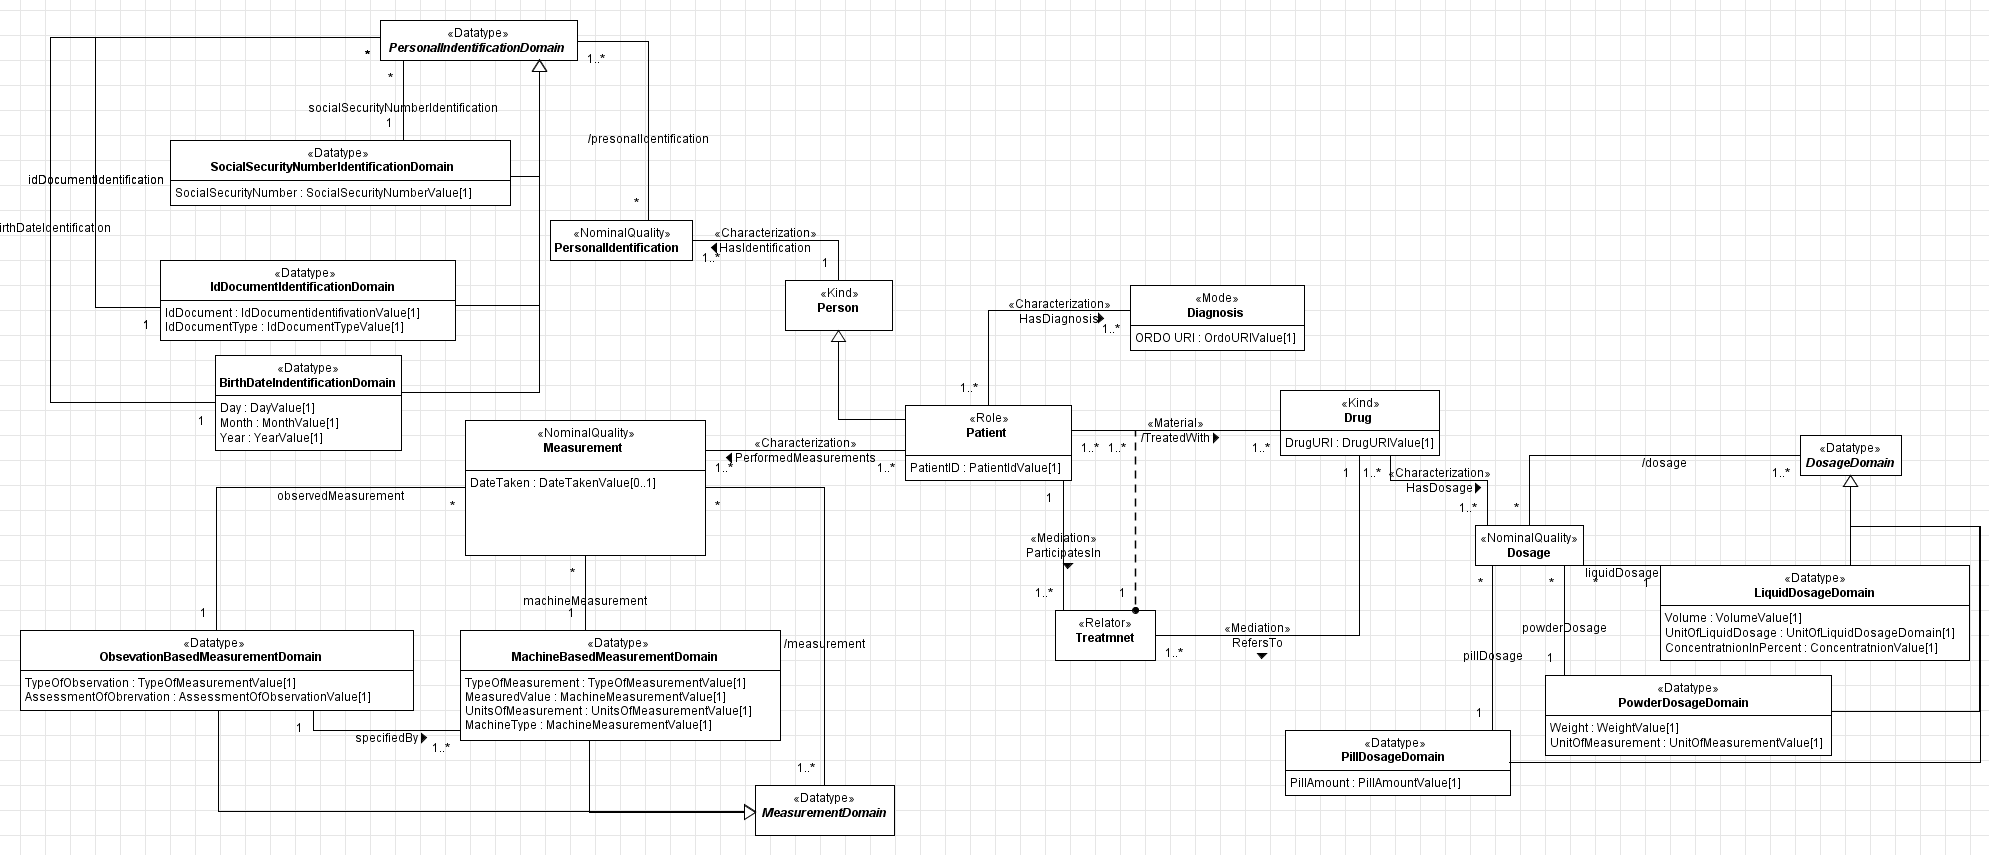 «Datatype»
PersonalIndentificationDomain
*
*
1..*
socialSecurityNumberIdentification
1
/presonalIdentification
«Datatype»
SocialSecurityNumberIdentificationDomain
SocialSecurityNumber : SocialSecurityNumberValue[1]
idDocumentIdentification
*
irthDateIdentification
«NominalQuality»
PersonalIdentification
«Characterization»
HasIdentification
1..*
1
«Datatype»
IdDocumentIdentificationDomain
IdDocument : IdDocumentidentifivationValue[1]
IdDocumentType : IdDocumentTypeValue[1]
1
«Kind»
Person
«Characterization»
HasDiagnosis
1..*
«Mode»
Diagnosis
ORDO URI : OrdoURIValue[1]
«Datatype»
BirthDateIndentificationDomain
Day : DayValue[1]
Month : MonthValue[1]
Year : YearValue[1]
1
1..*
«Role»
Patient
PatientID : PatientIdValue[1]
«Material»
/TreatedWith
1..*
1..*
1..*
«Kind»
Drug
DrugURI : DrugURIValue[1]
«NominalQuality»
Measurement
DateTaken : DateTakenValue[0..1]
«Characterization»
PerformedMeasurements
1..*
1..*
1
1..*
«Characterization»
HasDosage
1..*
/dosage
1..*
*
«Datatype»
DosageDomain
observedMeasurement
*
*
1
«Mediation»
ParticipatesIn
1..*
1
«NominalQuality»
Dosage
*
*
*
liquidDosage
1
«Datatype»
LiquidDosageDomain
Volume : VolumeValue[1]
UnitOfLiquidDosage : UnitOfLiquidDosageDomain[1]
ConcentratnionInPercent : ConcentratnionValue[1]
*
machineMeasurement
1
1
«Relator»
Treatmnet
«Mediation»
RefersTo
1..*
powderDosage
1
pillDosage
1
«Datatype»
ObsevationBasedMeasurementDomain
TypeOfObservation : TypeOfMeasurementValue[1]
AssessmentOfObrervation : AssessmentOfObservationValue[1]
«Datatype»
MachineBasedMeasurementDomain
TypeOfMeasurement : TypeOfMeasurementValue[1]
MeasuredValue : MachineMeasurementValue[1]
UnitsOfMeasurement : UnitsOfMeasurementValue[1]
MachineType : MachineMeasurementValue[1]
/measurement
«Datatype»
PowderDosageDomain
Weight : WeightValue[1]
UnitOfMeasurement : UnitOfMeasurementValue[1]
1
specifiedBy
1..*
«Datatype»
PillDosageDomain
PillAmount : PillAmountValue[1]
1..*
«Datatype»
MeasurementDomain